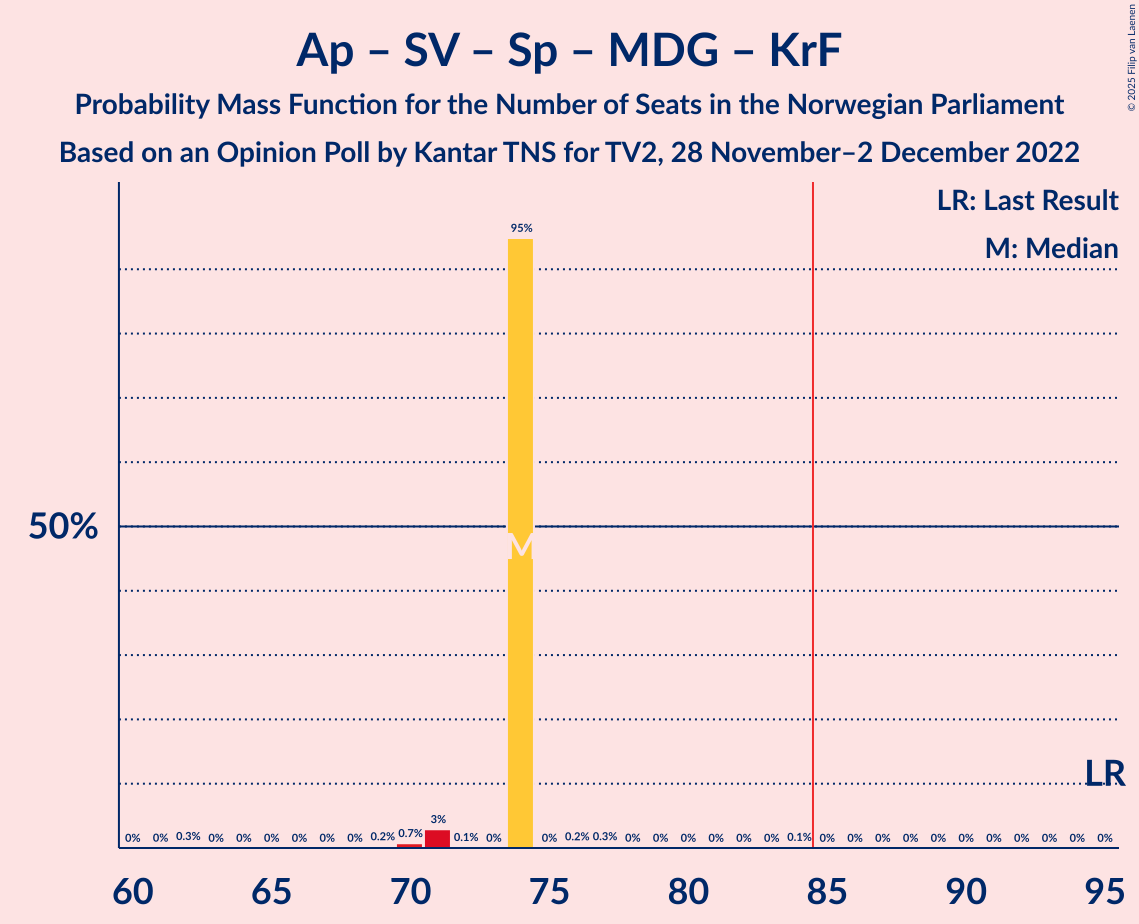 Ap – SV – Sp – MDG – KrF
Probability Mass Function for the Number of Seats in the Norwegian Parliament
Based on an Opinion Poll by Kantar TNS for TV2, 28 November–2 December 2022
© 2025 Filip van Laenen
LR: Last Result
M: Median
95%
50%
M
LR
0% 0% 0.3% 0% 0% 0% 0% 0% 0% 0.2% 0.7% 3% 0.1% 0% 0% 0.2% 0.3% 0% 0% 0% 0% 0% 0% 0.1% 0% 0% 0% 0% 0% 0% 0% 0% 0% 0% 0%
60 65 70 75 80 85 90 95